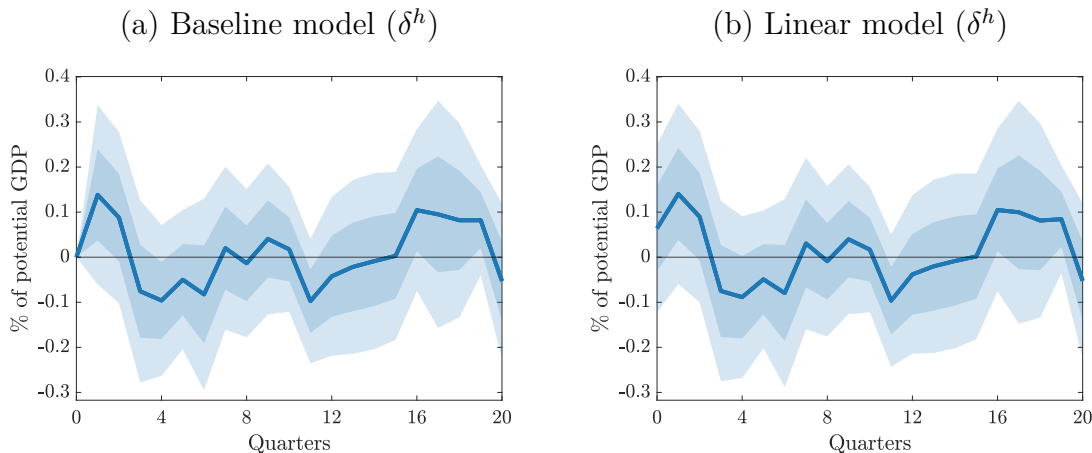 (a) Baseline model (δ^h)
% of potential GDP
0.4
0.3
0.2
0.1
0
-0.1
-0.2
-0.3
0 4 8 12 16 20
Quarters
(b) Linear model (δ^h)
% of potential GDP
0.4
0.3
0.2
0.1
0
-0.1
-0.2
-0.3
0 4 8 12 16 20
Quarters